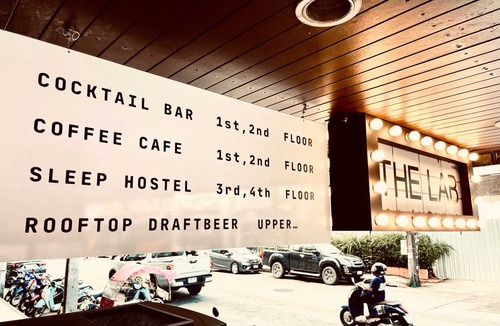 COCKTAIL BAR 1st,2nd FLOOR
COFFEE CAFE 1st,2nd FLOOR
SLEEP HOSTEL 3rd,4th FLOOR
ROOFTOP DRAFTBEER UPPER…
THE LAB